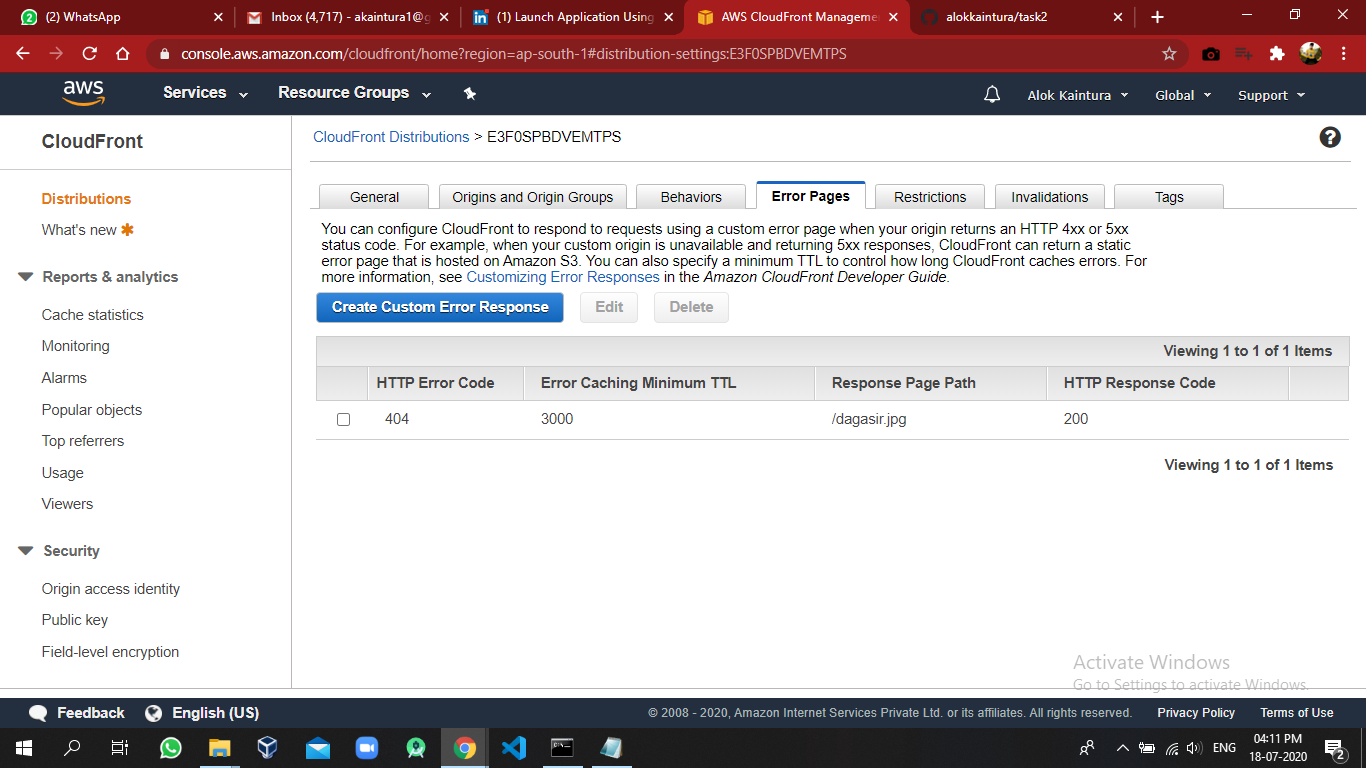 (2) WhatsApp
Inbox (4,717) - akaintura1@g
(1) Launch Application Using
AWS CloudFront Manageme
alokkaintura/task2
console.aws.amazon.com/cloudfront/home?region=ap-south-1#distribution-settings:E3F0SPBDVEMTPS
aws
Services
Resource Groups
Alok Kaintura
Global
Support
CloudFront
Distributions
What's new
Reports & analytics
Cache statistics
Monitoring
Alarms
Popular objects
Top referrers
Usage
Viewers
Security
Origin access identity
Public key
Field-level encryption
CloudFront Distributions > E3F0SPBDVEMTPS
General
Origins and Origin Groups
Behaviors
Error Pages
Restrictions
Invalidations
Tags
You can configure CloudFront to respond to requests using a custom error page when your origin returns an HTTP 4xx or 5xx
status code. For example, when your custom origin is unavailable and returning 5xx responses, CloudFront can return a static
error page that is hosted on Amazon S3. You can also specify a minimum TTL to control how long CloudFront caches errors. For
more information, see Customizing Error Responses in the Amazon CloudFront Developer Guide.
Create Custom Error Response
Edit
Delete
Viewing 1 to 1 of 1 Items
HTTP Error Code
Error Caching Minimum TTL
Response Page Path
HTTP Response Code
404
3000
/dagasir.jpg
200
Viewing 1 to 1 of 1 Items
Activate Windows
Go to Settings to activate Windows.
Feedback
English (US)
© 2008 - 2020, Amazon Internet Services Private Ltd. or its affiliates. All rights reserved.
Privacy Policy
Terms of Use
ENG
04:11 PM
18-07-2020
2